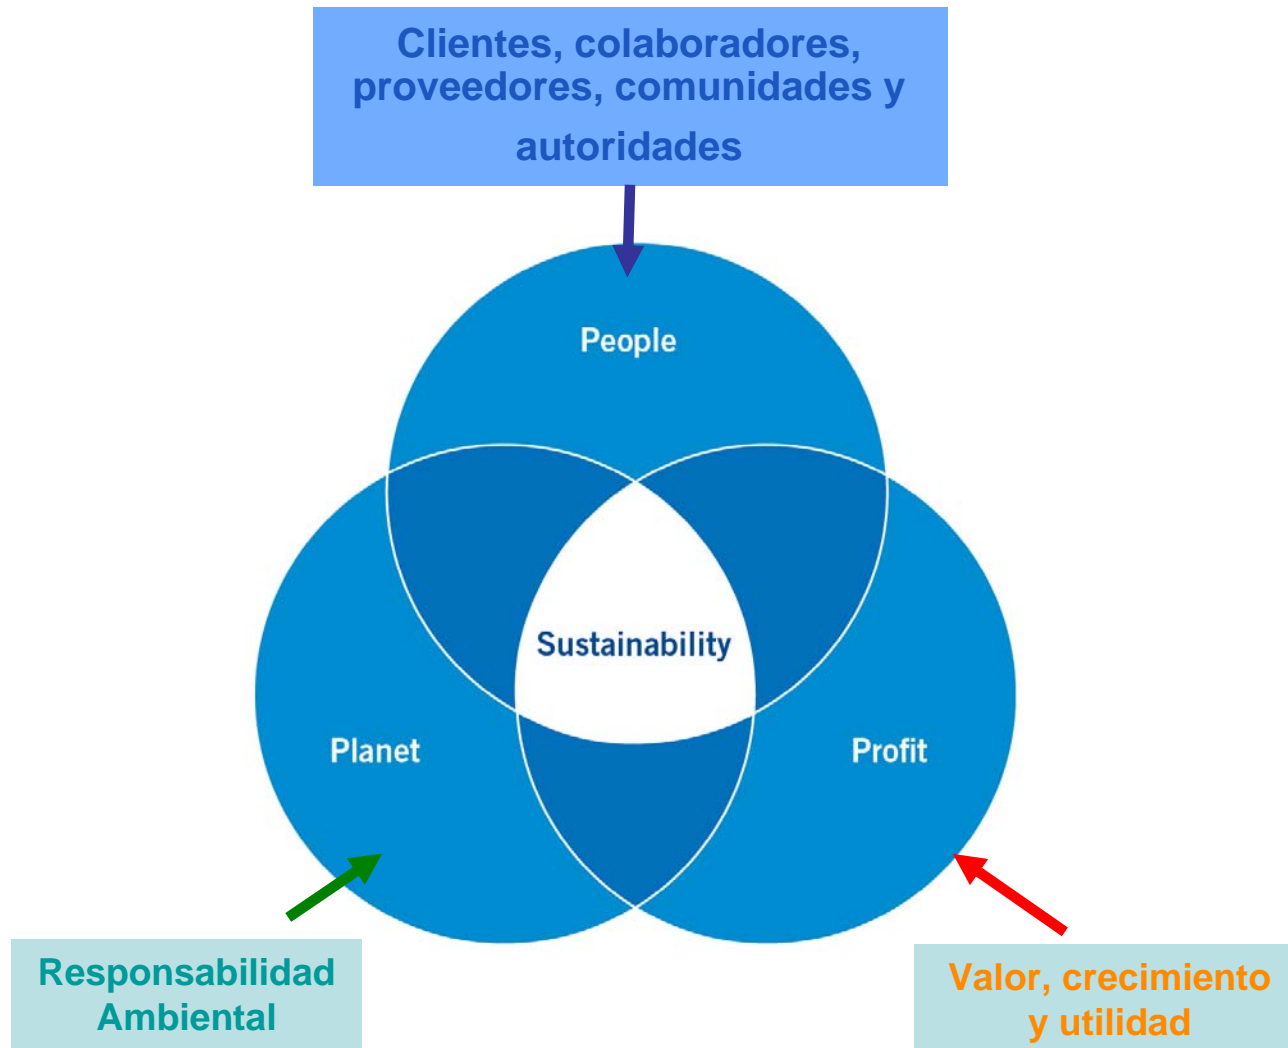 Clientes, colaboradores,
proveedores, comunidades y
autoridades
People
Sustainability
Planet
Profit
Responsabilidad
Ambiental
Valor, crecimiento
y utilidad